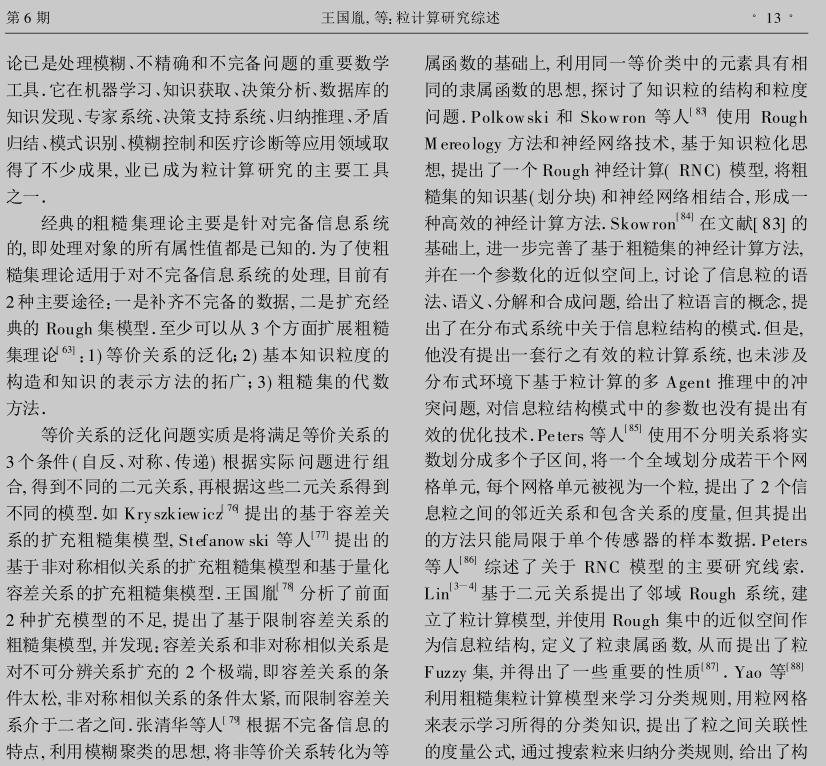 第 6 期
王国胤, 等: 粒计算研究综述
° 13 °
论已是处理模糊、不精确和不完备问题的重要数学
工具. 它在机器学习、知识获取、决策分析、数据库的
知识发现、专家系统、决策支持系统、归纳推理、矛盾
归结、模式识别、模糊控制和医疗诊断等应用领域取
得了不少成果, 业已成为粒计算研究的主要工具
之一.
经典的粗糙集理论主要是针对完备信息系统
的, 即处理对象的所有属性值都是已知的. 为了使粗
糙集理论适用于对不完备信息系统的处理, 目前有
2 种主要途径: 一是补齐不完备的数据, 二是扩充经
典的 Rough 集模型. 至少可以从 3 个方面扩展粗糙
集理论[63] : 1) 等价关系的泛化; 2) 基本知识粒度的
构造和知识的表示方法的拓广; 3) 粗糙集的代数
方法.
等价关系的泛化问题实质是将满足等价关系的
3 个条件 ( 自反、对称、传递) 根据实际问题进行组
合, 得到不同的二元关系, 再根据这些二元关系得到
不同的模型. 如 Kryszkiewicz[76] 提出的基于容差关
系的扩充粗糙集模型, Stefanowski 等人[77] 提出的
基于非对称相似关系的扩充粗糙集模型和基于量化
容差关系的扩充粗糙集模型. 王国胤[78] 分析了前面
2 种扩充模型的不足, 提出了基于限制容差关系的
粗糙集模型, 并发现: 容差关系和非对称相似关系是
对不可分辨关系扩充的 2 个极端, 即容差关系的条
件太松, 非对称相似关系的条件太紧, 而限制容差关
系介于二者之间. 张清华等人[79] 根据不完备信息的
特点, 利用模糊聚类的思想, 将非等价关系转化为等
属函数的基础上, 利用同一等价类中的元素具有相
同的隶属函数的思想, 探讨了知识粒的结构和粒度
问题. Polkowski 和 Skowron 等人[83] 使用 Rough
Mereology 方法和神经网络技术, 基于知识粒化思
想, 提出了一个 Rough 神经计算( RNC) 模型, 将粗
糙集的知识基( 划分块) 和神经网络相结合, 形成一
种高效的神经计算方法. Skowron[84] 在文献[ 83] 的
基础上, 进一步完善了基于粗糙集的神经计算方法,
并在一个参数化的近似空间上, 讨论了信息粒的语
法、语义、分解和合成问题, 给出了粒语言的概念, 提
出了在分布式系统中关于信息粒结构的模式. 但是,
他没有提出一套行之有效的粒计算系统, 也未涉及
分布式环境下基于粒计算的多 Agent 推理中的冲
突问题, 对信息粒结构模式中的参数也没有提出有
效的优化技术. Peters 等人[85] 使用不分明关系将实
数划分成多个子区间, 将一个全域划分成若干个网
格单元, 每个网格单元被视为一个粒, 提出了 2 个信
息粒之间的邻近关系和包含关系的度量, 但其提出
的方法只能局限于单个传感器的样本数据. Peters
等人[86] 综述了关于 RNC 模型的主要研究线索.
Lin[3-4] 基于二元关系提出了邻域 Rough 系统, 建
立了粒计算模型, 并使用 Rough 集中的近似空间作
为信息粒结构, 定义了粒隶属函数, 从而提出了粒
Fuzzy 集, 并得出了一些重要的性质[87] . Yao 等[88]
利用粗糙集粒计算模型来学习分类规则, 用粒网格
来表示学习所得的分类知识, 提出了粒之间关联性
的度量公式, 通过搜索粒来归纳分类规则, 给出了构